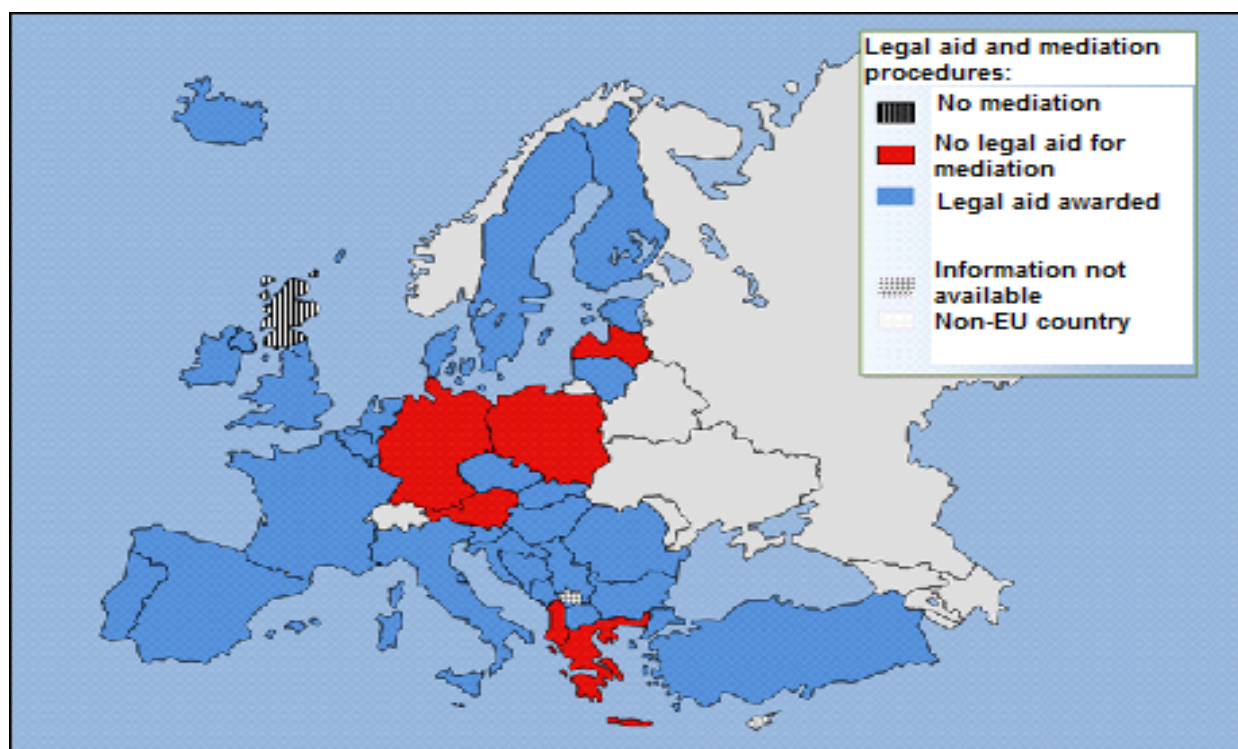 Legal aid and mediation
procedures:
No mediation
No legal aid for
mediation
Legal aid awarded
Information not
available
Non-EU country